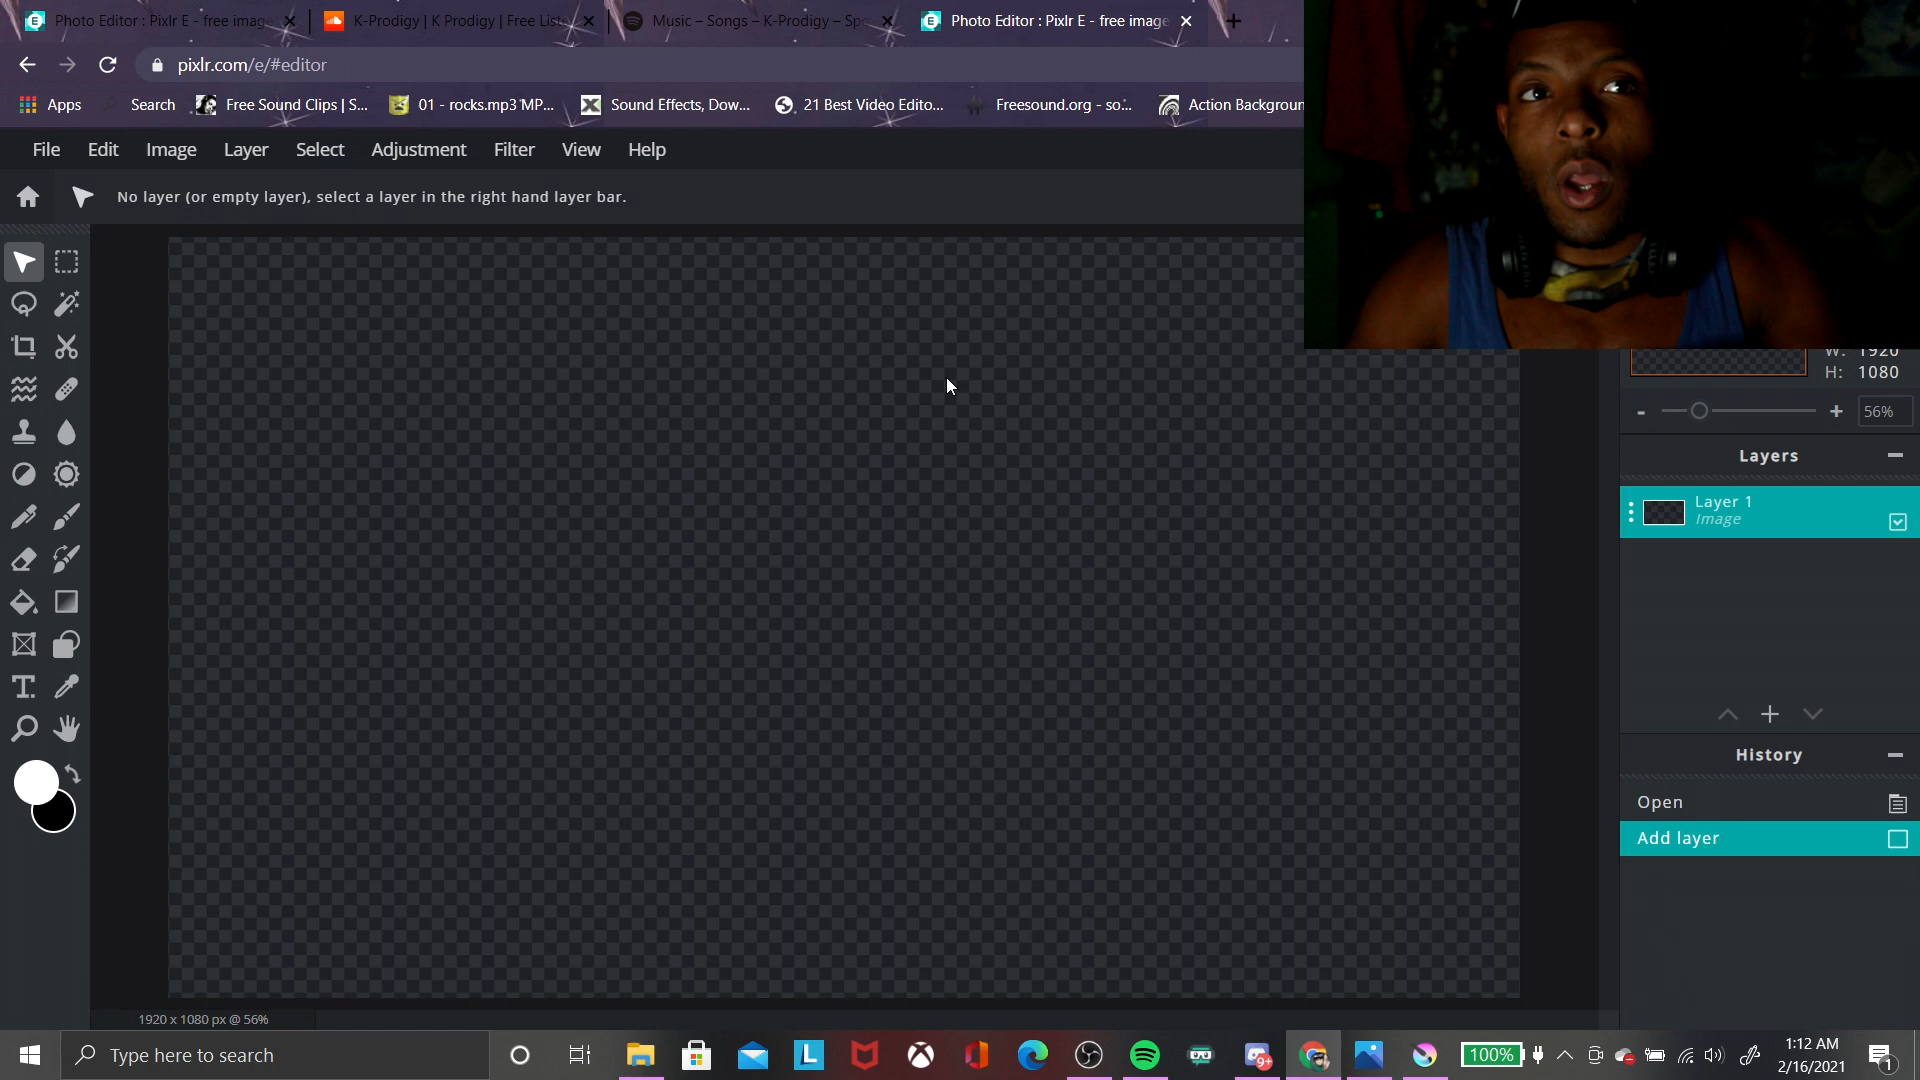 Photo Editor : Pixlr E - free imag
K-Prodigy | K Prodigy | Free List
Music – Songs – K-Prodigy – Sp
Photo Editor : Pixlr E - free image
pixlr.com/e/#editor
Apps
Search
Free Sound Clips | S...
01 - rocks.mp3 MP...
Sound Effects, Dow...
21 Best Video Edito...
Freesound.org - so...
Action Backgroun
File Edit Image Layer Select Adjustment Filter View Help
No layer (or empty layer), select a layer in the right hand layer bar.
W: 1920
H: 1080
- + 56%
Layers
Layer 1
Image
History
Open
Add layer
1920 x 1080 px @ 56%
Type here to search
L
9+
100%
1:12 AM
2/16/2021
1